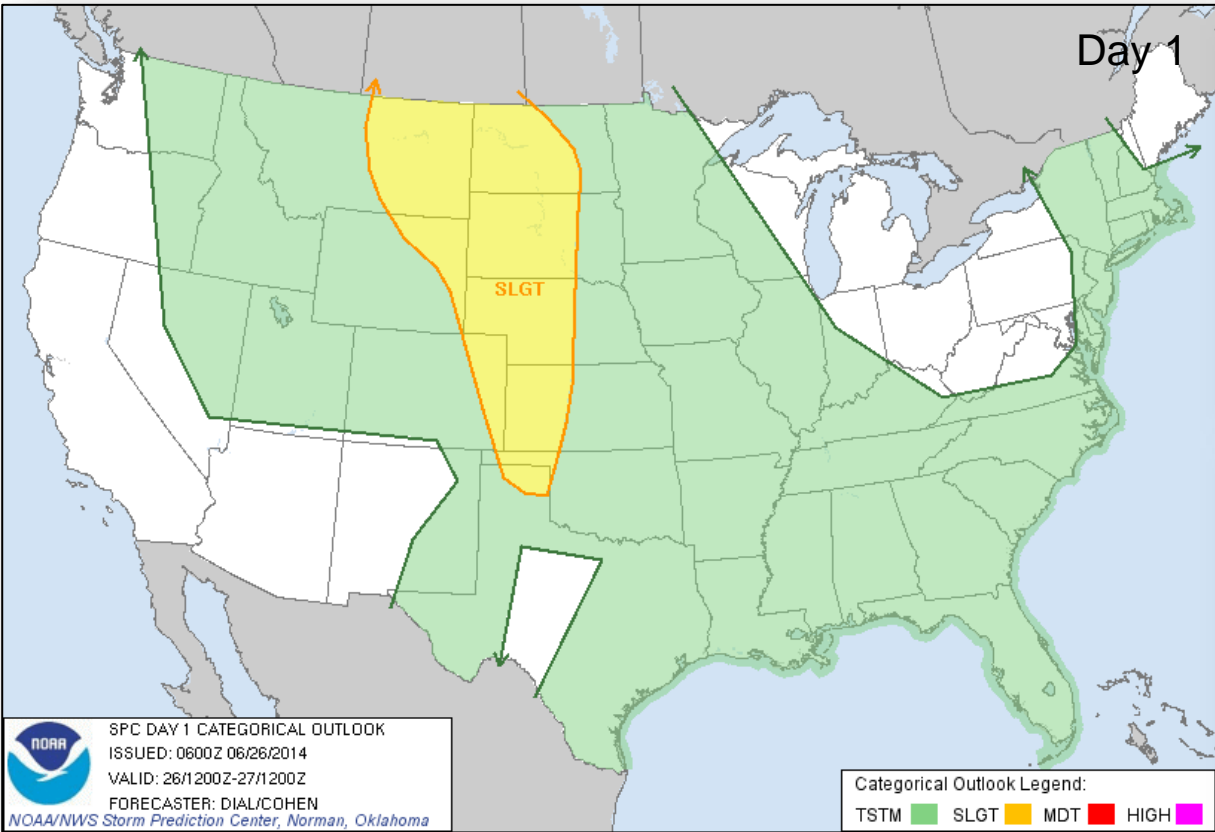 Day 1
SLGT
NOAA
SPC DAY 1 CATEGORICAL OUTLOOK
ISSUED: 0600Z 06/26/2014
VALID: 26/1200Z-27/1200Z
FORECASTER: DIAL/COHEN
NOAA/NWS Storm Prediction Center, Norman, Oklahoma
Categorical Outlook Legend:
TSTM SLGT MDT HIGH